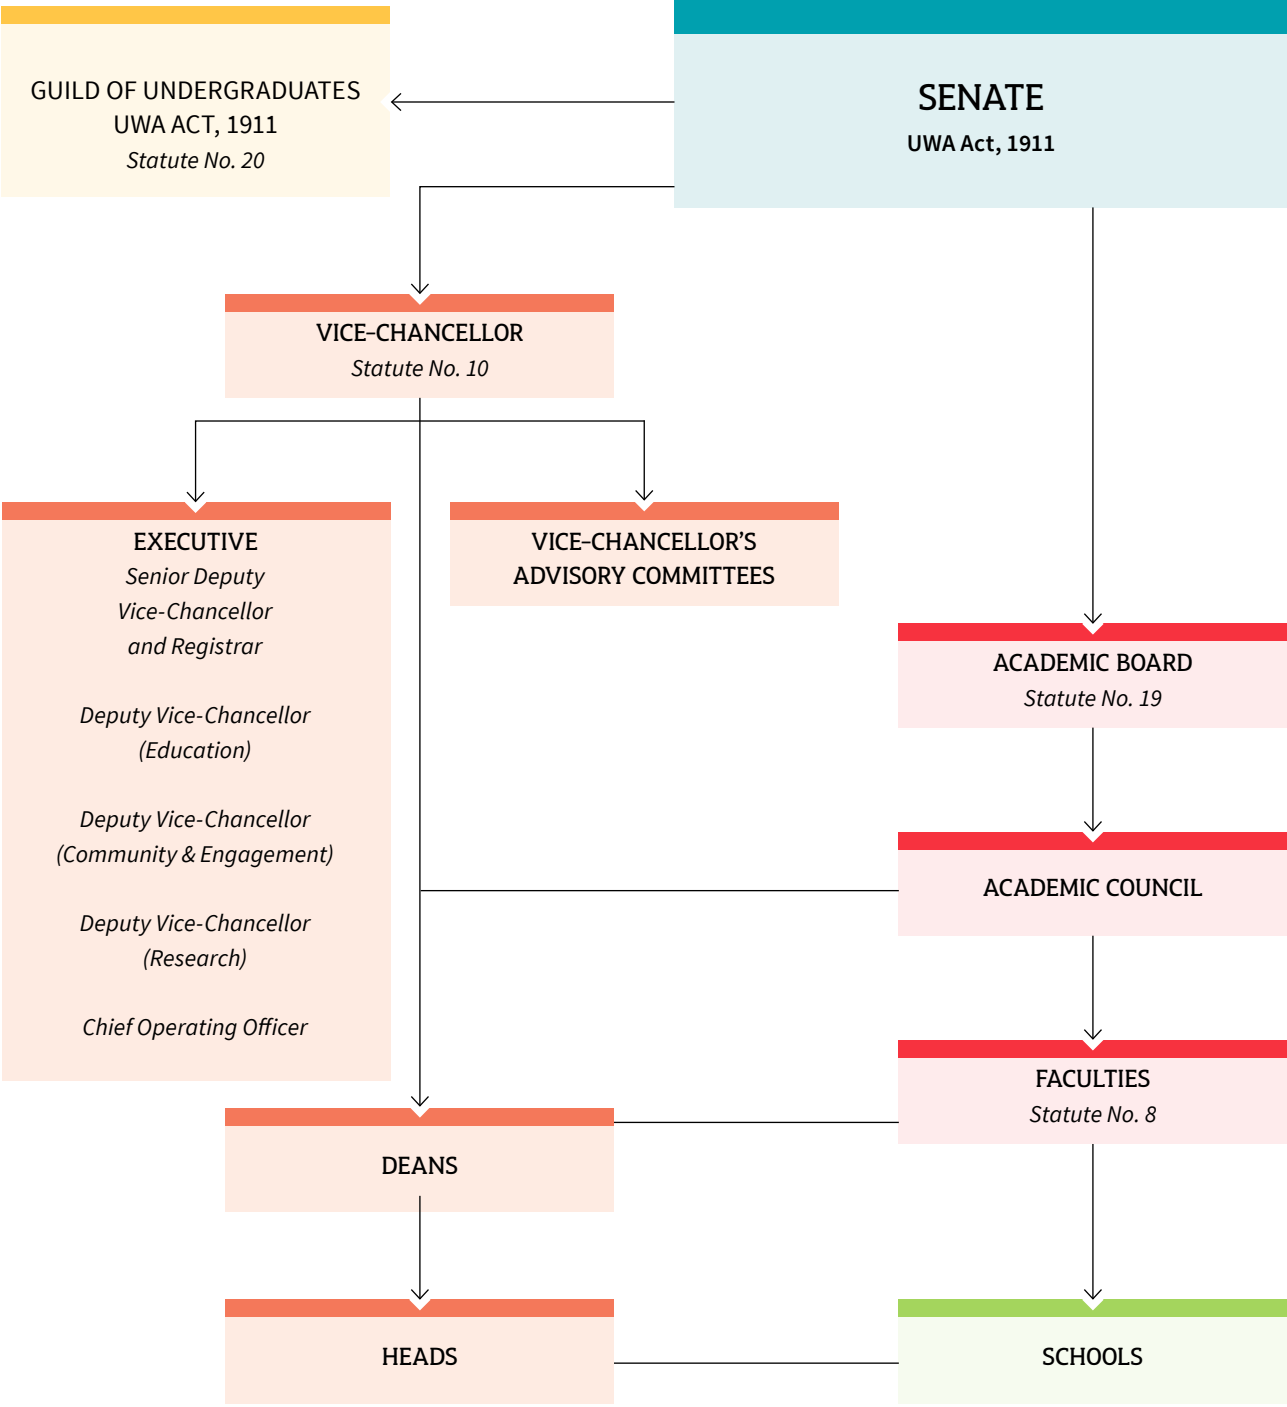 GUILD OF UNDERGRADUATES
UWA ACT, 1911
Statute No. 20
SENATE
UWA Act, 1911
VICE-CHANCELLOR
Statute No. 10
EXECUTIVE
Senior Deputy
Vice-Chancellor
and Registrar
Deputy Vice-Chancellor
(Education)
Deputy Vice-Chancellor
(Community & Engagement)
Deputy Vice-Chancellor
(Research)
Chief Operating Officer
VICE-CHANCELLOR’S
ADVISORY COMMITTEES
ACADEMIC BOARD
Statute No. 19
ACADEMIC COUNCIL
FACULTIES
Statute No. 8
DEANS
HEADS
SCHOOLS